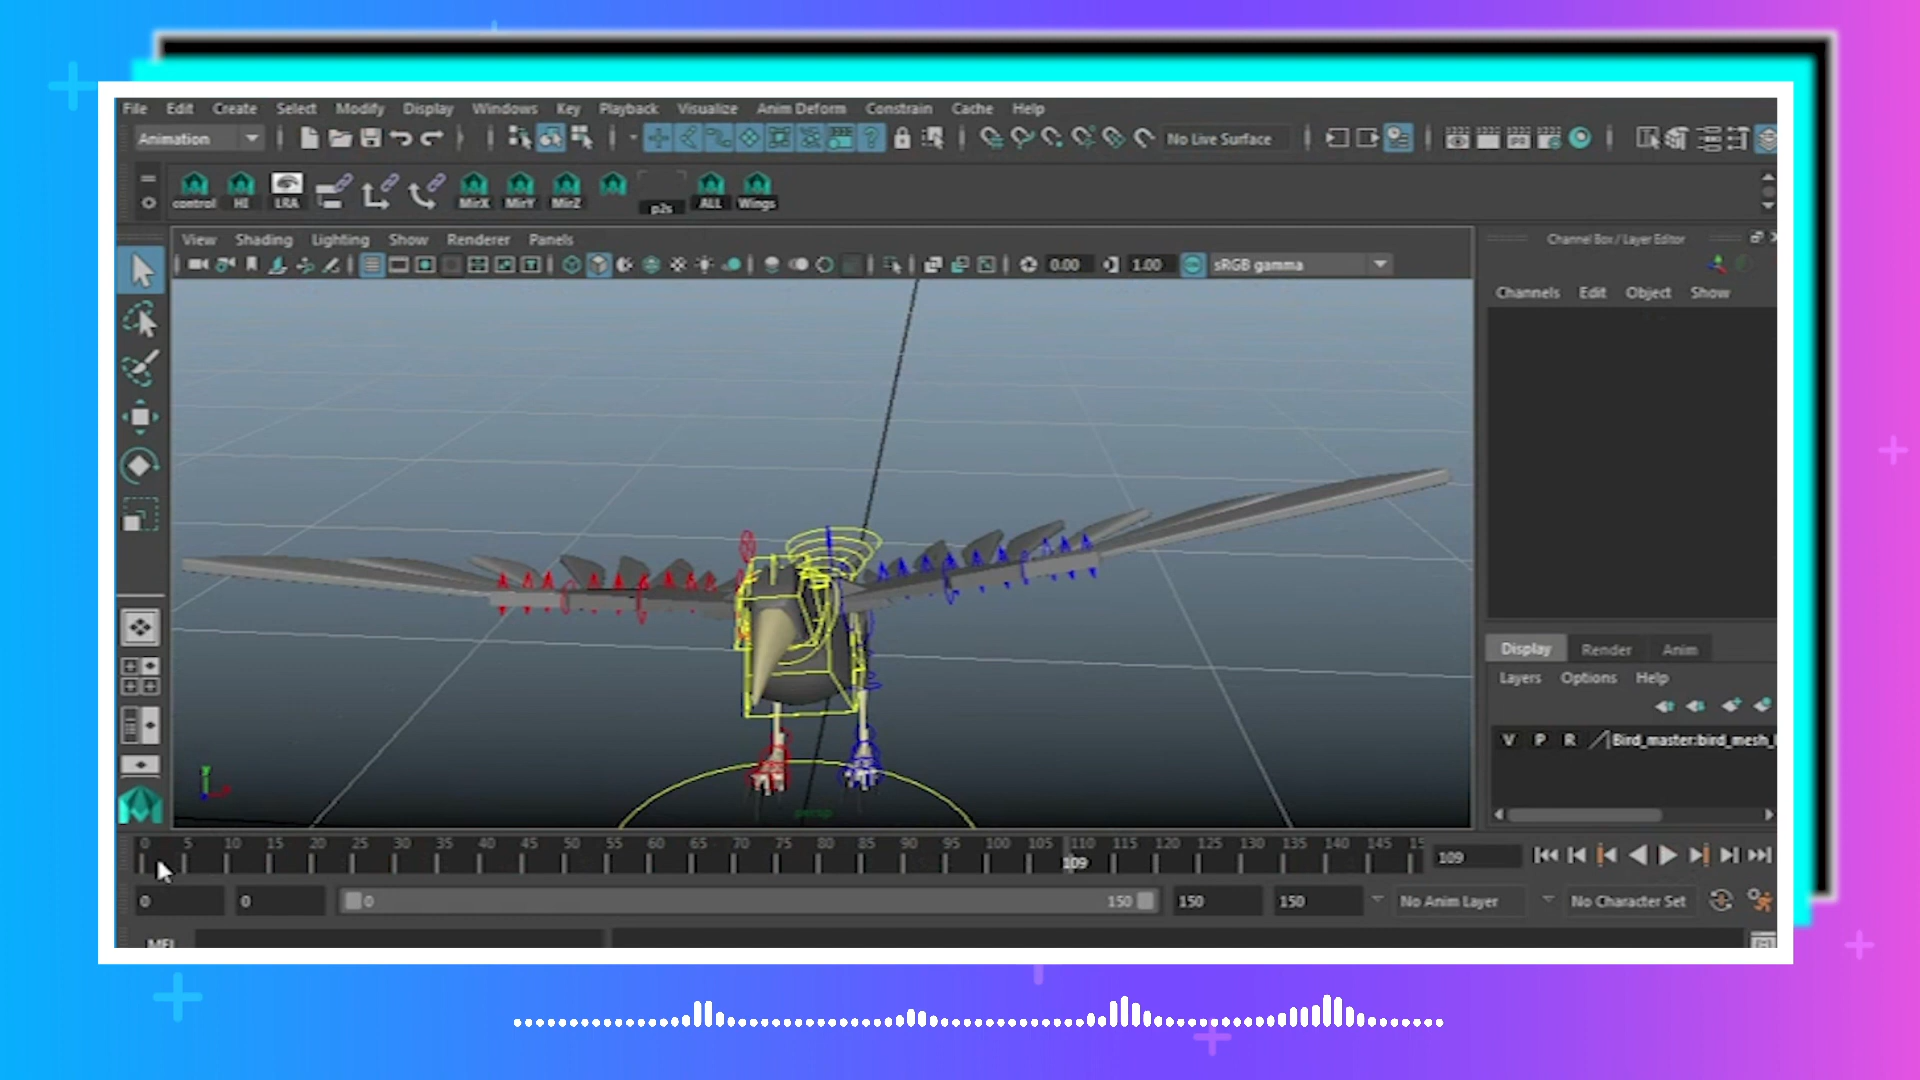 File Edit Create Select Modify Display Windows Key Playback Visualize Anim Deform Constrain Cache Help
Animation No Live Surface
control HI LRA MirX MirY MirZ p2s ALL Wings
View Shading Lighting Show Renderer Panels
Channel Box / Layer Editor
0.00 1.00 sRGB gamma
Channels Edit Object Show
Display Render Anim
Layers Options Help
V P R Bird_master:bird_mesh_
persp
0 5 10 15 20 25 30 35 40 45 50 55 60 65 70 75 80 85 90 95 100 105 110 115 120 125 130 135 140 145 15
109 109
0 0 0 150 150 150 No Anim Layer No Character Set
MEL